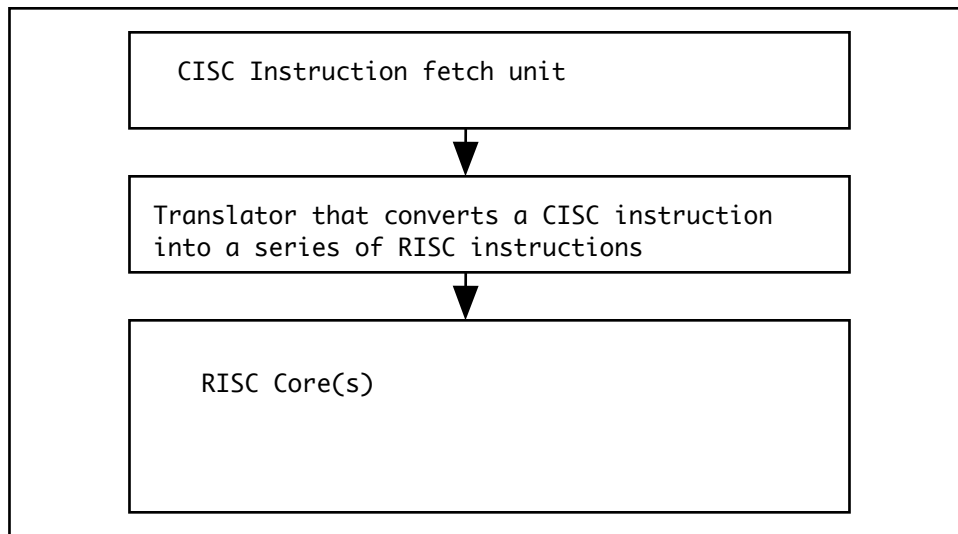 CISC Instruction fetch unit
Translator that converts a CISC instruction
into a series of RISC instructions
RISC Core(s)